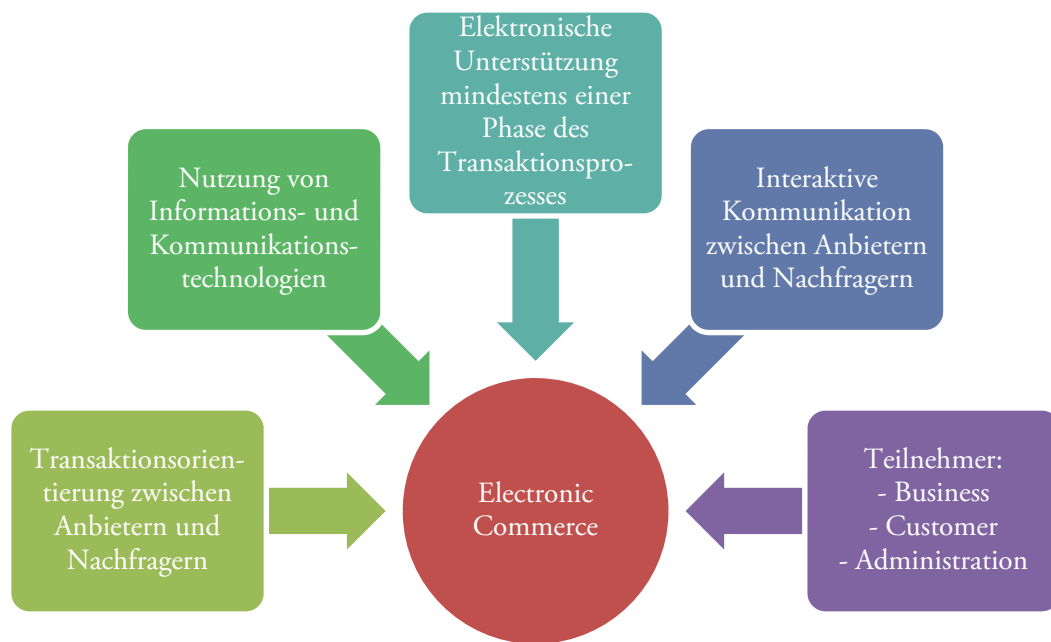 Elektronische
Unterstützung
mindestens einer
Phase des
Transaktionspro-
zesses
Nutzung von
Informations- und
Kommunikations-
technologien
Interaktive
Kommunikation
zwischen Anbietern
und Nachfragern
Transaktionsorien-
tierung zwischen
Anbietern und
Nachfragern
Electronic
Commerce
Teilnehmer:
- Business
- Customer
- Administration